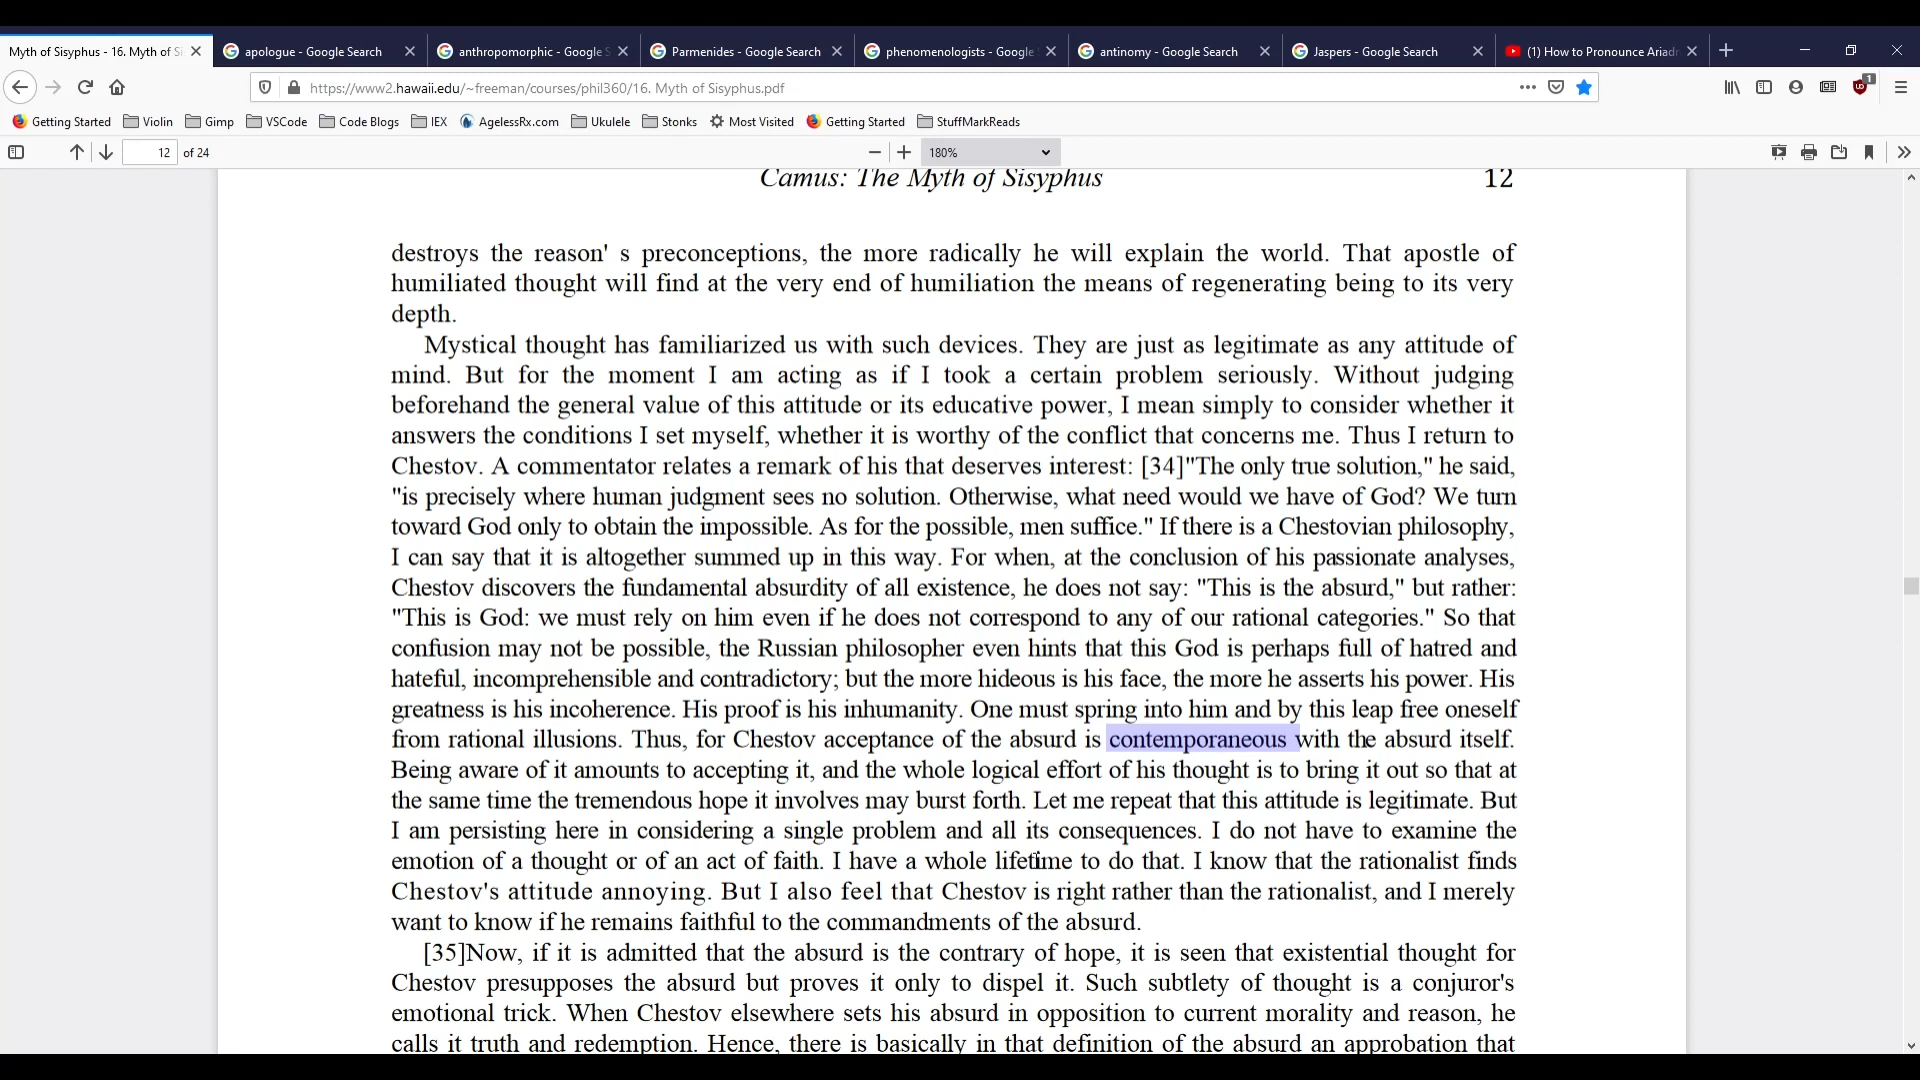 Myth of Sisyphus - 16. Myth of Si
apologue - Google Search
anthropomorphic - Google S
Parmenides - Google Search
phenomenologists - Google
antinomy - Google Search
Jaspers - Google Search
(1) How to Pronounce Ariadn
https://www2.hawaii.edu/~freeman/courses/phil360/16. Myth of Sisyphus.pdf
1
Getting Started
Violin
Gimp
VSCode
Code Blogs
IEX
AgelessRx.com
Ukulele
Stonks
Most Visited
Getting Started
StuffMarkReads
12 of 24
180%
Camus: The Myth of Sisyphus 12
destroys the reason' s preconceptions, the more radically he will explain the world. That apostle of
humiliated thought will find at the very end of humiliation the means of regenerating being to its very
depth.
Mystical thought has familiarized us with such devices. They are just as legitimate as any attitude of
mind. But for the moment I am acting as if I took a certain problem seriously. Without judging
beforehand the general value of this attitude or its educative power, I mean simply to consider whether it
answers the conditions I set myself, whether it is worthy of the conflict that concerns me. Thus I return to
Chestov. A commentator relates a remark of his that deserves interest: [34]"The only true solution," he said,
"is precisely where human judgment sees no solution. Otherwise, what need would we have of God? We turn
toward God only to obtain the impossible. As for the possible, men suffice." If there is a Chestovian philosophy,
I can say that it is altogether summed up in this way. For when, at the conclusion of his passionate analyses,
Chestov discovers the fundamental absurdity of all existence, he does not say: "This is the absurd," but rather:
"This is God: we must rely on him even if he does not correspond to any of our rational categories." So that
confusion may not be possible, the Russian philosopher even hints that this God is perhaps full of hatred and
hateful, incomprehensible and contradictory; but the more hideous is his face, the more he asserts his power. His
greatness is his incoherence. His proof is his inhumanity. One must spring into him and by this leap free oneself
from rational illusions. Thus, for Chestov acceptance of the absurd is contemporaneous with the absurd itself.
Being aware of it amounts to accepting it, and the whole logical effort of his thought is to bring it out so that at
the same time the tremendous hope it involves may burst forth. Let me repeat that this attitude is legitimate. But
I am persisting here in considering a single problem and all its consequences. I do not have to examine the
emotion of a thought or of an act of faith. I have a whole lifetime to do that. I know that the rationalist finds
Chestov's attitude annoying. But I also feel that Chestov is right rather than the rationalist, and I merely
want to know if he remains faithful to the commandments of the absurd.
[35]Now, if it is admitted that the absurd is the contrary of hope, it is seen that existential thought for
Chestov presupposes the absurd but proves it only to dispel it. Such subtlety of thought is a conjuror's
emotional trick. When Chestov elsewhere sets his absurd in opposition to current morality and reason, he
calls it truth and redemption. Hence, there is basically in that definition of the absurd an approbation that